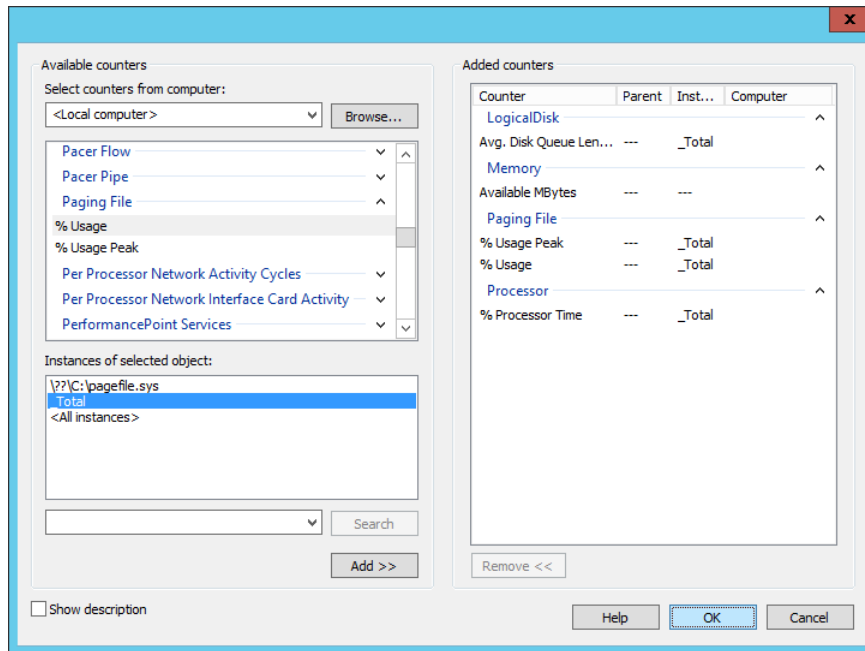 x
Available counters
Select counters from computer:
<Local computer>
Browse...
Pacer Flow
Pacer Pipe
Paging File
% Usage
% Usage Peak
Per Processor Network Activity Cycles
Per Processor Network Interface Card Activity
PerformancePoint Services
Instances of selected object:
\??\C:\pagefile.sys
_Total
<All instances>
Search
Add >>
Show description
Added counters
Counter Parent Inst... Computer
LogicalDisk
Avg. Disk Queue Len... --- _Total
Memory
Available MBytes --- ---
Paging File
% Usage Peak --- _Total
% Usage --- _Total
Processor
% Processor Time --- _Total
Remove <<
Help OK Cancel